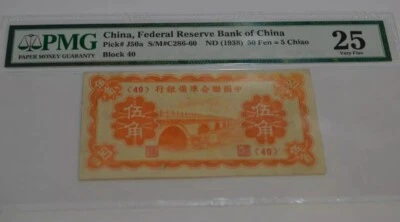 PMG
PAPER MONEY GUARANTY
China, Federal Reserve Bank of China
Pick# J50a S/M#C286-60 ND (1938) 50 Fen = 5 Chiao
Block 40
25
Very Fine
(40) 行銀備準合聯國中
伍角
伍角
(40)